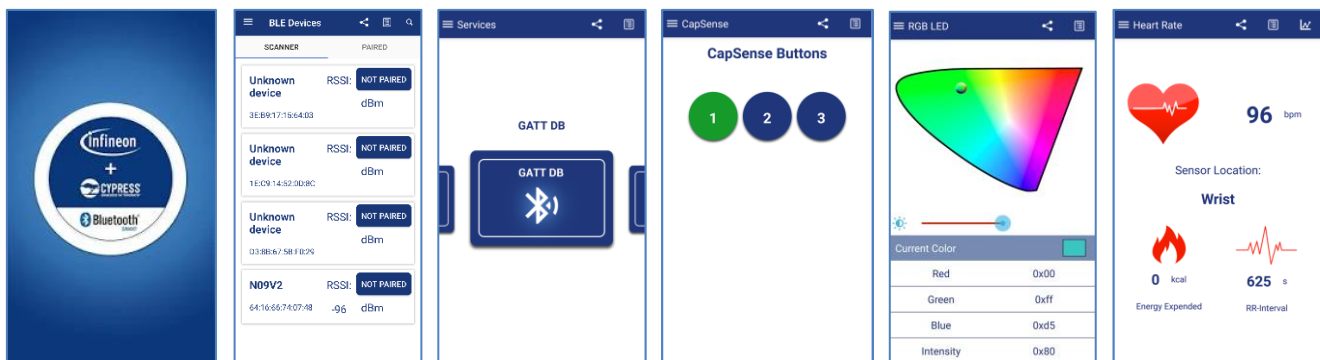 infineon
+
CYPRESS
Bluetooth
SMART
BLE Devices
SCANNER PAIRED
Unknown device RSSI: NOT PAIRED
dBm
3E:B9:17:15:64:03
Unknown device RSSI: NOT PAIRED
dBm
1E:C9:14:52:0D:8C
Unknown device RSSI: NOT PAIRED
dBm
D3:8B:67:5B:F0:29
N09V2 RSSI: NOT PAIRED
64:16:66:74:07:48 -96 dBm
Services
GATT DB
GATT DB
CapSense
CapSense Buttons
1 2 3
RGB LED
Current Color
Red 0x00
Green 0xff
Blue 0xd5
Intensity 0x80
Heart Rate
96 bpm
Sensor Location:
Wrist
0 kcal
625 s
Energy Expended
RR-Interval